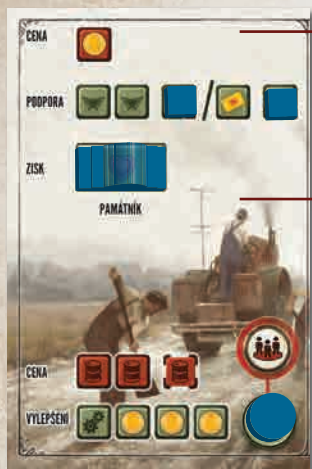 CENA
PODPORA
ZISK
PAMÁTNÍK
CENA
VYLEPŠENÍ